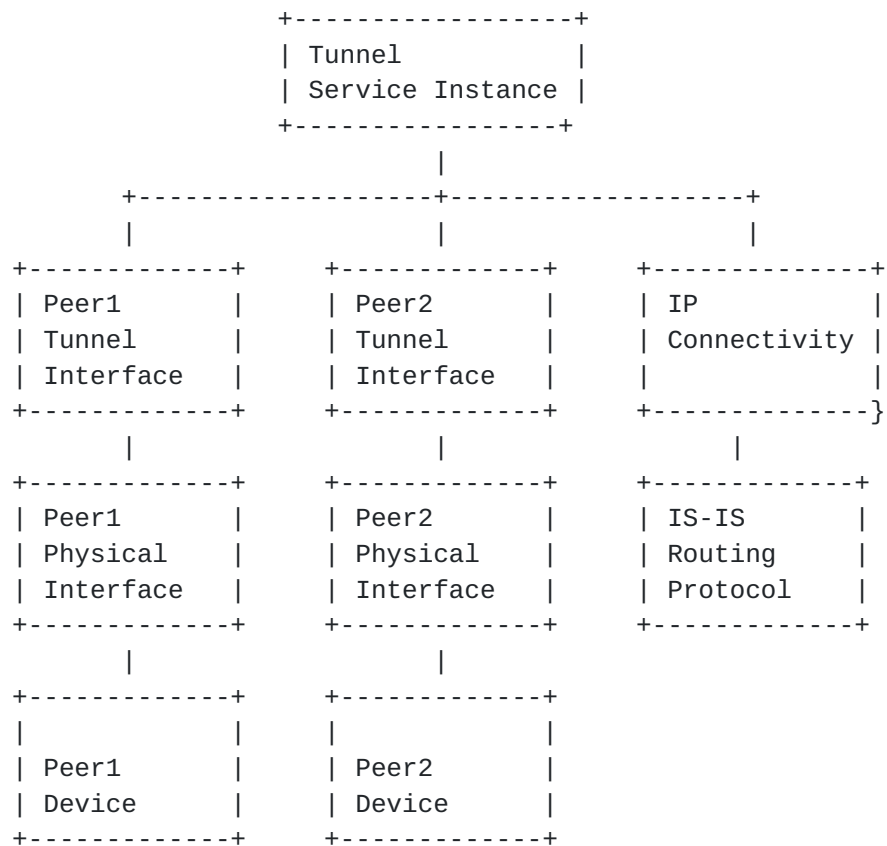 +------------------+
                 | Tunnel           |
                 | Service Instance |
                 +-----------------+
                           |
       +-------------------+-------------------+
       |                   |                   |
+-------------+     +-------------+     +--------------+
| Peer1       |     | Peer2       |     | IP           |
| Tunnel      |     | Tunnel      |     | Connectivity |
| Interface   |     | Interface   |     |              |
+-------------+     +-------------+     +--------------}
       |                   |                  |
+-------------+     +-------------+     +-------------+
| Peer1       |     | Peer2       |     | IS-IS       |
| Physical    |     | Physical    |     | Routing     |
| Interface   |     | Interface   |     | Protocol    |
+-------------+     +-------------+     +-------------+
       |                   |
+-------------+     +-------------+
|             |     |             |
| Peer1       |     | Peer2       |
| Device      |     | Device      |
+-------------+     +-------------+